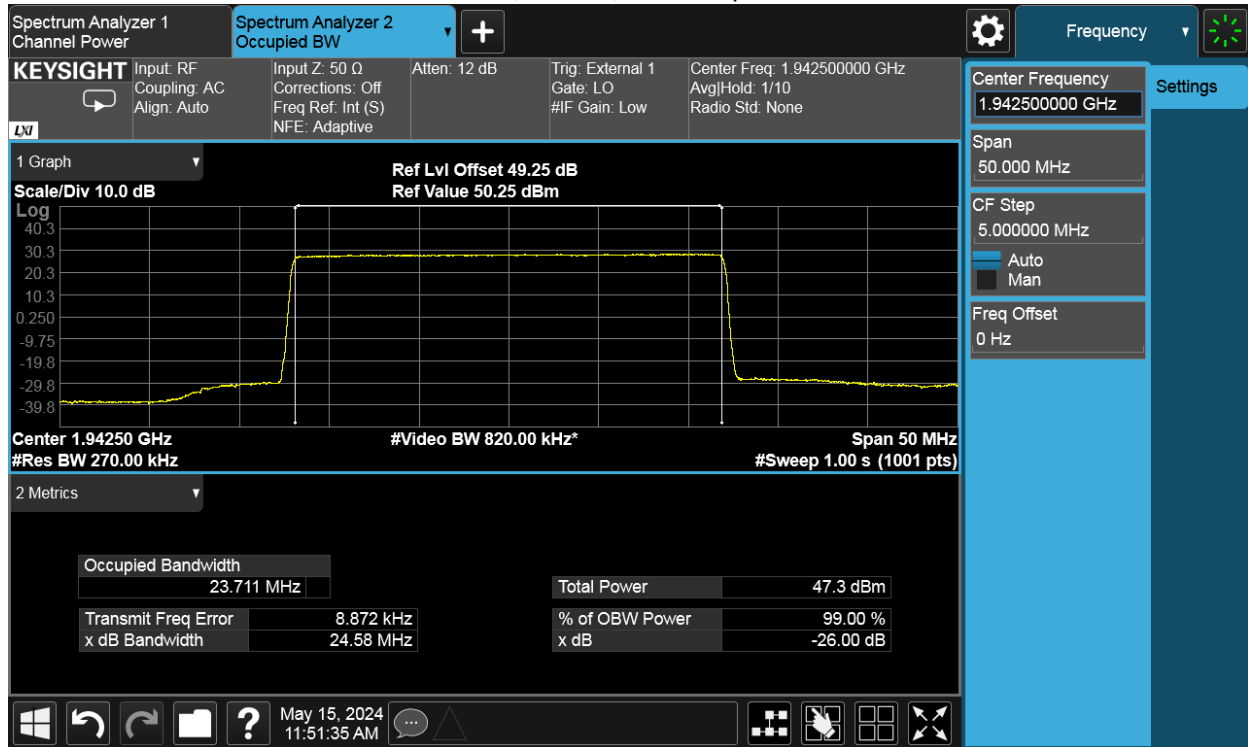 Spectrum Analyzer 1
Channel Power
Spectrum Analyzer 2
Occupied BW
Frequency
KEYSIGHT
LXI
Input: RF
Coupling: AC
Align: Auto
Input Z: 50 Ω
Corrections: Off
Freq Ref: Int (S)
NFE: Adaptive
Atten: 12 dB
Trig: External 1
Gate: LO
#IF Gain: Low
Center Freq: 1.942500000 GHz
Avg|Hold: 1/10
Radio Std: None
Center Frequency
1.942500000 GHz
Settings
Span
50.000 MHz
CF Step
5.000000 MHz
Auto
Man
Freq Offset
0 Hz
1 Graph
Scale/Div 10.0 dB
Ref Lvl Offset 49.25 dB
Ref Value 50.25 dBm
Log
40.3
30.3
20.3
10.3
0.250
-9.75
-19.8
-29.8
-39.8
Center 1.94250 GHz
#Video BW 820.00 kHz*
Span 50 MHz
#Res BW 270.00 kHz
#Sweep 1.00 s (1001 pts)
2 Metrics
Occupied Bandwidth
23.711 MHz
Total Power 47.3 dBm
Transmit Freq Error 8.872 kHz
% of OBW Power 99.00 %
x dB Bandwidth 24.58 MHz
x dB -26.00 dB
?
May 15, 2024
11:51:35 AM